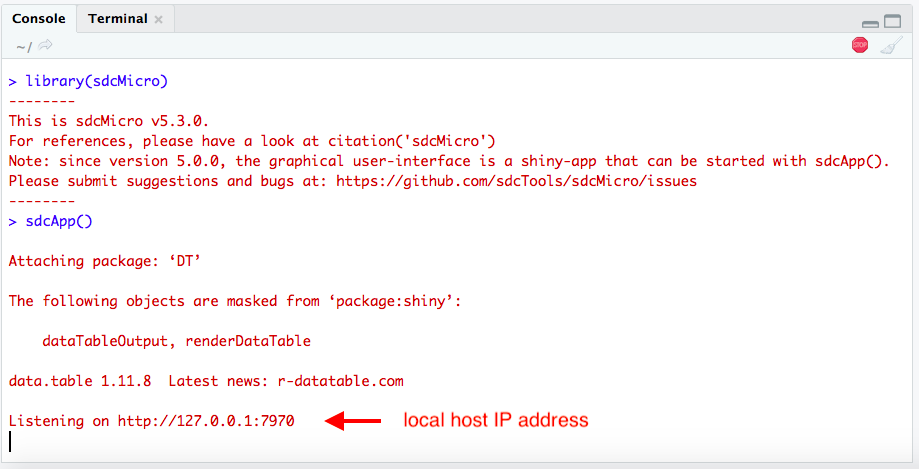 Console Terminal ×
~/
STOP
> library(sdcMicro)
--------
This is sdcMicro v5.3.0.
For references, please have a look at citation('sdcMicro')
Note: since version 5.0.0, the graphical user-interface is a shiny-app that can be started with sdcApp().
Please submit suggestions and bugs at: https://github.com/sdcTools/sdcMicro/issues
--------
> sdcApp()
Attaching package: ‘DT’
The following objects are masked from ‘package:shiny’:
dataTableOutput, renderDataTable
data.table 1.11.8  Latest news: r-datatable.com
Listening on http://127.0.0.1:7970 local host IP address